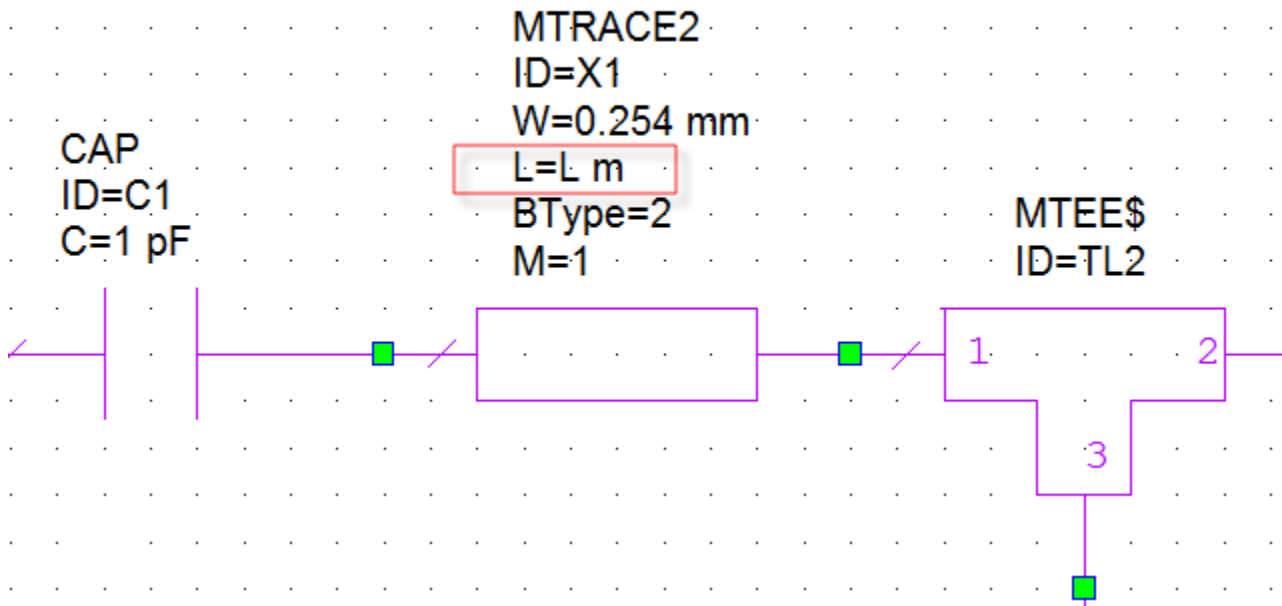 MTRACE2
ID=X1
W=0.254 mm
L=L m
BType=2
M=1
CAP
ID=C1
C=1 pF
MTEE$
ID=TL2
1
2
3